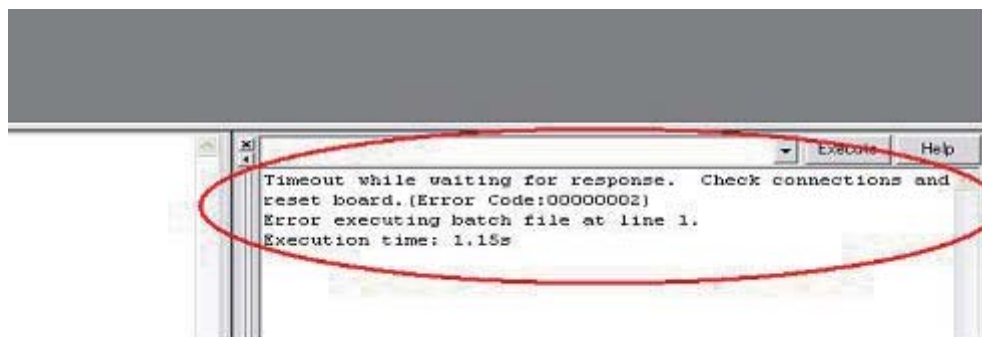 Execute Help
Timeout while waiting for response. Check connections and
reset board.(Error Code:00000002)
Error executing batch file at line 1.
Execution time: 1.15s